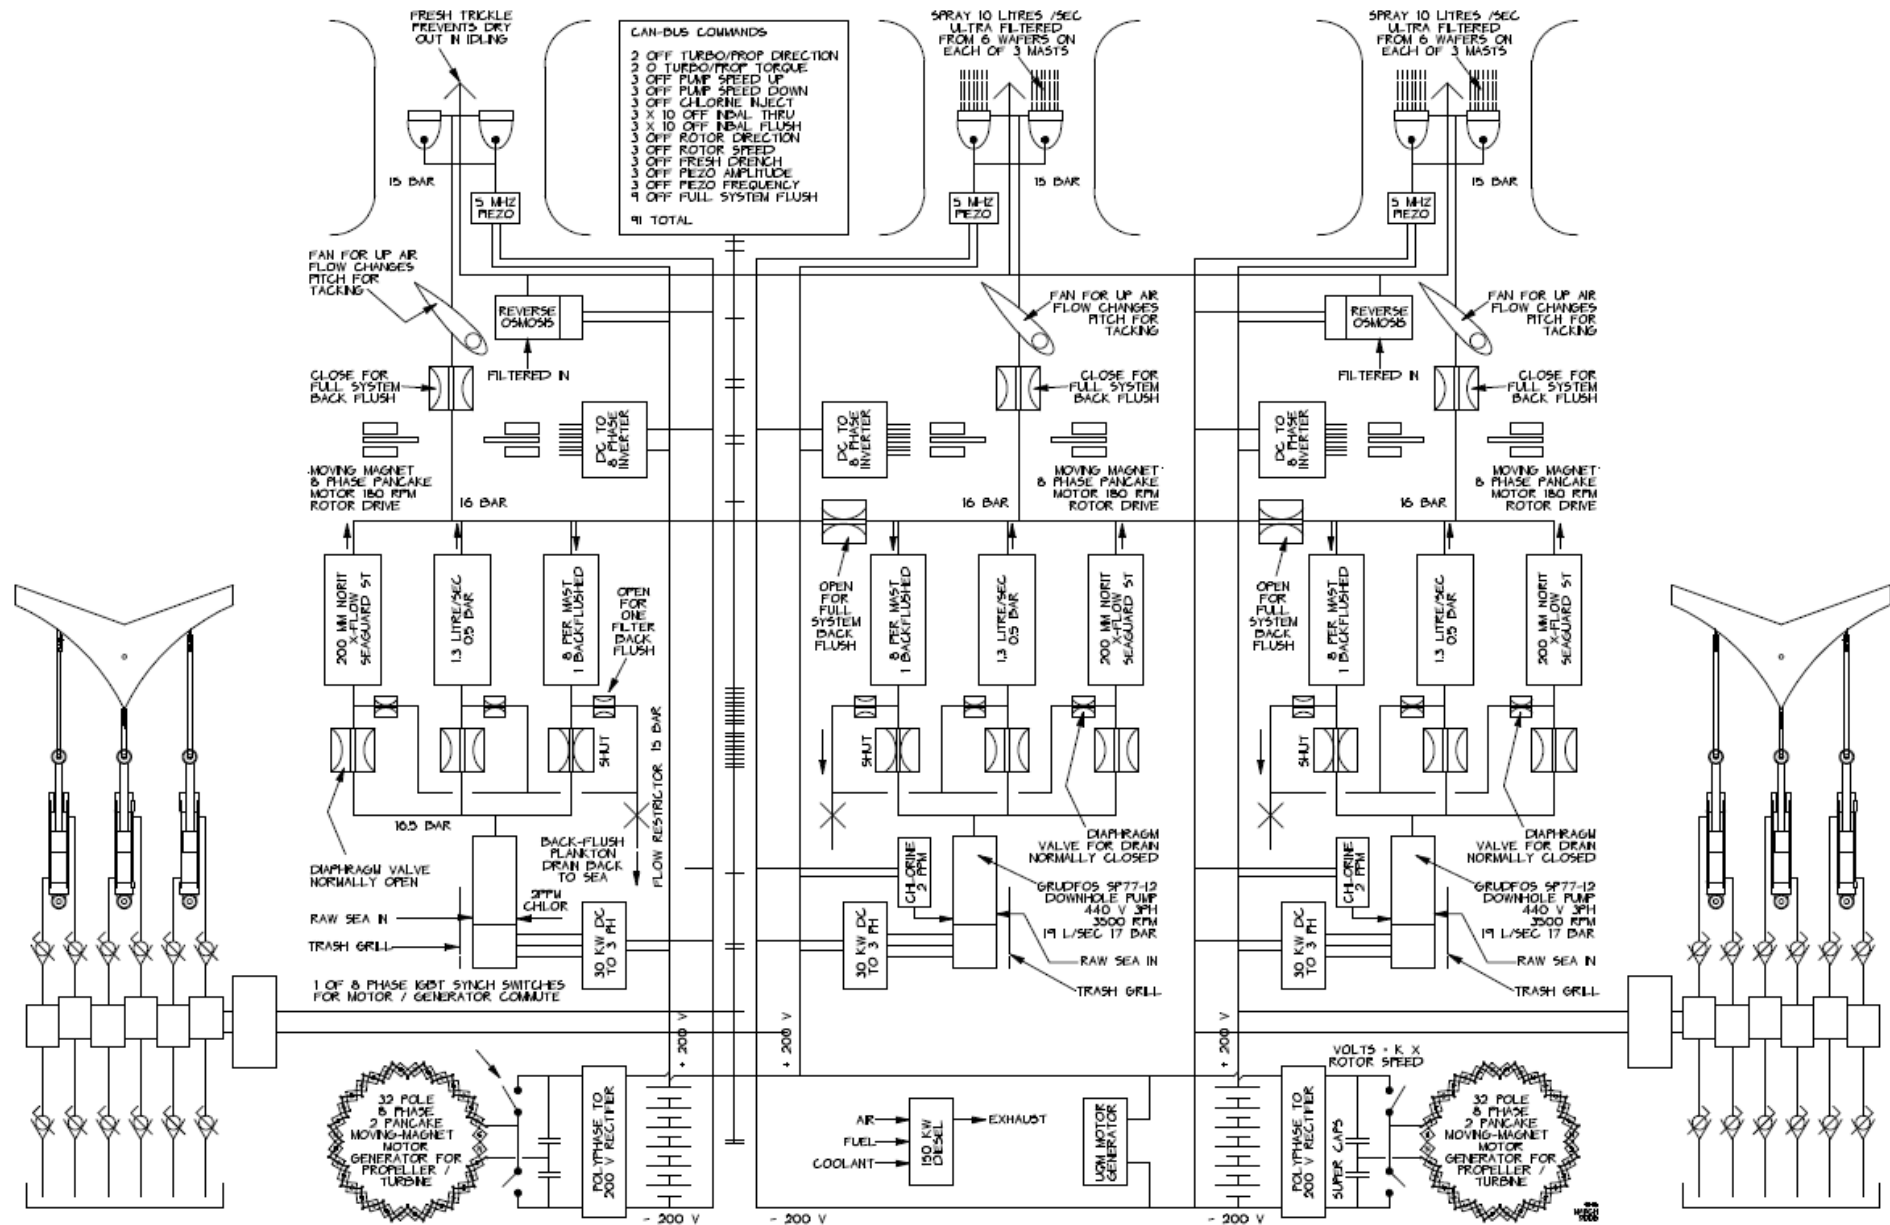 FRESH TRICKLE
PREVENTS DRY
OUT IN IDLING
CAN-BUS COMMANDS
2 OFF TURBO/PROP DIRECTION
2 O TURBO/PROP TORQUE
3 OFF PUMP SPEED UP
3 OFF PUMP SPEED DOWN
3 OFF CHLORINE INJECT
3 X 10 OFF INBAL THRU
3 X 10 OFF INBAL FLUSH
3 OFF ROTOR DIRECTION
3 OFF ROTOR SPEED
3 OFF FRESH DRENCH
3 OFF PIEZO AMPLITUDE
3 OFF PIEZO FREQUENCY
9 OFF FULL SYSTEM FLUSH
91 TOTAL
SPRAY 10 LITRES /SEC
ULTRA FILTERED
FROM 6 WAFERS ON
EACH OF 3 MASTS
SPRAY 10 LITRES /SEC
ULTRA FILTERED
FROM 6 WAFERS ON
EACH OF 3 MASTS
15 BAR
15 BAR
15 BAR
5 MHZ
PIEZO
5 MHZ
PIEZO
5 MHZ
PIEZO
FAN FOR UP AIR
FLOW CHANGES
PITCH FOR
TACKING
REVERSE
OSMOSIS
FILTERED IN
FAN FOR UP AIR
FLOW CHANGES
PITCH FOR
TACKING
REVERSE
OSMOSIS
FILTERED IN
FAN FOR UP AIR
FLOW CHANGES
PITCH FOR
TACKING
CLOSE FOR
FULL SYSTEM
BACK FLUSH
CLOSE FOR
FULL SYSTEM
BACK FLUSH
CLOSE FOR
FULL SYSTEM
BACK FLUSH
DC TO
8 PHASE
INVERTER
DC TO
8 PHASE
INVERTER
DC TO
8 PHASE
INVERTER
MOVING MAGNET
8 PHASE PANCAKE
MOTOR 180 RPM
ROTOR DRIVE
MOVING MAGNET
8 PHASE PANCAKE
MOTOR 180 RPM
ROTOR DRIVE
MOVING MAGNET
8 PHASE PANCAKE
MOTOR 180 RPM
ROTOR DRIVE
16 BAR
16 BAR
16 BAR
200 MM NORIT
X-FLOW
SEAGUARD ST
1.3 LITRE/SEC
0.5 BAR
8 PER MAST
1 BACKFLUSHED
OPEN
FOR
ONE
FILTER
BACK
FLUSH
OPEN
FOR
FULL
SYSTEM
BACK
FLUSH
8 PER MAST
1 BACKFLUSHED
1.3 LITRE/SEC
0.5 BAR
200 MM NORIT
X-FLOW
SEAGUARD ST
OPEN
FOR
FULL
SYSTEM
BACK
FLUSH
8 PER MAST
1 BACKFLUSHED
1.3 LITRE/SEC
0.5 BAR
200 MM NORIT
X-FLOW
SEAGUARD ST
SHUT
SHUT
SHUT
FLOW RESTRICTOR 15 BAR
16.5 BAR
DIAPHRAGM VALVE
NORMALLY OPEN
BACK-FLUSH
PLANKTON
DRAIN BACK
TO SEA
2PPM
CHLOR
RAW SEA IN
TRASH GRILL
30 KW DC
TO 3 PH
1 OF 8 PHASE IGBT SYNCH SWITCHES
FOR MOTOR / GENERATOR COMMUTE
CHLORINE
2 PPM
30 KW DC
TO 3 PH
DIAPHRAGM
VALVE FOR DRAIN
NORMALLY CLOSED
GRUDFOS SP77-12
DOWNHOLE PUMP
440 V 3PH
3500 RPM
19 L/SEC 17 BAR
RAW SEA IN
TRASH GRILL
CHLORINE
2 PPM
30 KW DC
TO 3 PH
DIAPHRAGM
VALVE FOR DRAIN
NORMALLY CLOSED
GRUDFOS SP77-12
DOWNHOLE PUMP
440 V 3PH
3500 RPM
19 L/SEC 17 BAR
RAW SEA IN
TRASH GRILL
+ 200 V
+ 200 V
+ 200 V
VOLTS = K X
ROTOR SPEED
32 POLE
8 PHASE
2 PANCAKE
MOVING-MAGNET
MOTOR
GENERATOR FOR
PROPELLER /
TURBINE
POLYPHASE TO
200 V RECTIFIER
AIR
FUEL
COOLANT
150 KW
DIESEL
EXHAUST
UQM MOTOR
GENERATOR
POLYPHASE TO
200 V RECTIFIER
SUPER CAPS
32 POLE
8 PHASE
2 PANCAKE
MOVING-MAGNET
MOTOR
GENERATOR FOR
PROPELLER /
TURBINE
- 200 V
- 200 V
- 200 V